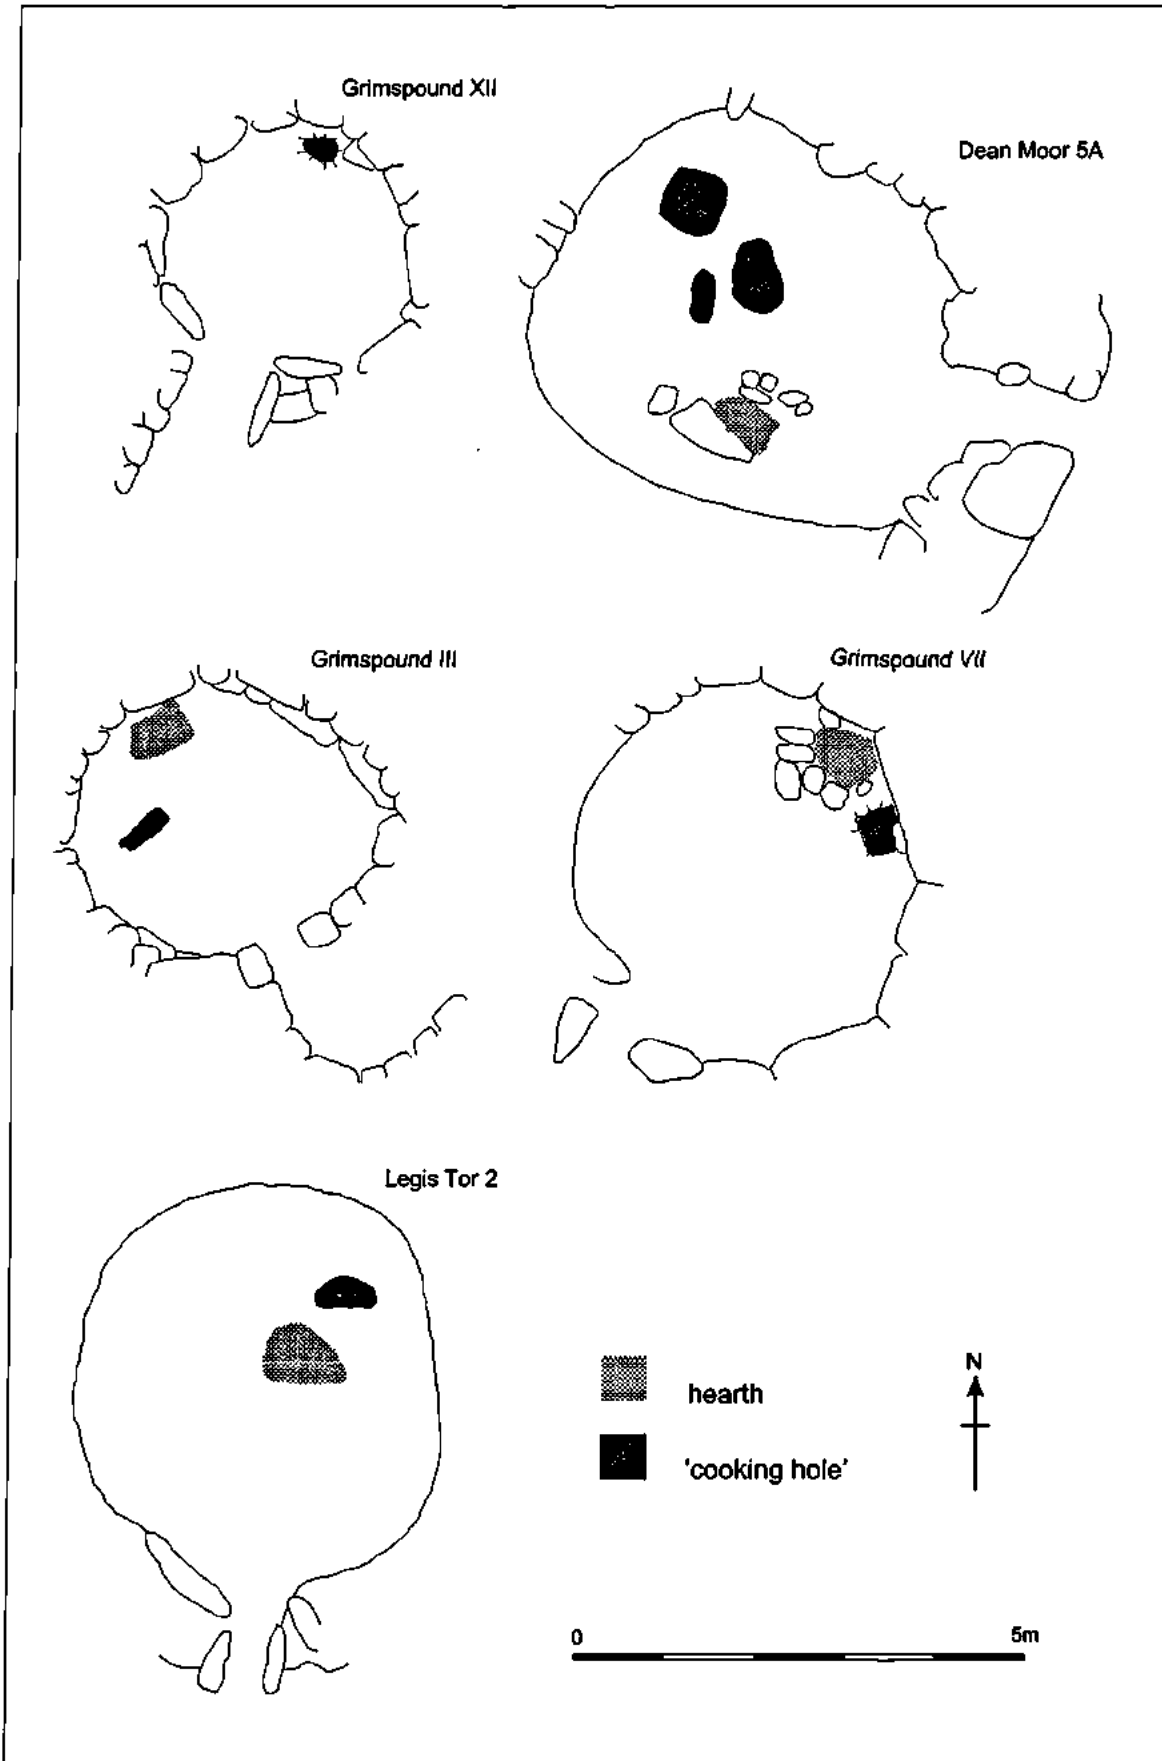 Grimspound XII
Dean Moor 5A
Grimspound III
Grimspound VII
Legis Tor 2
hearth
'cooking hole'
N
0 5m